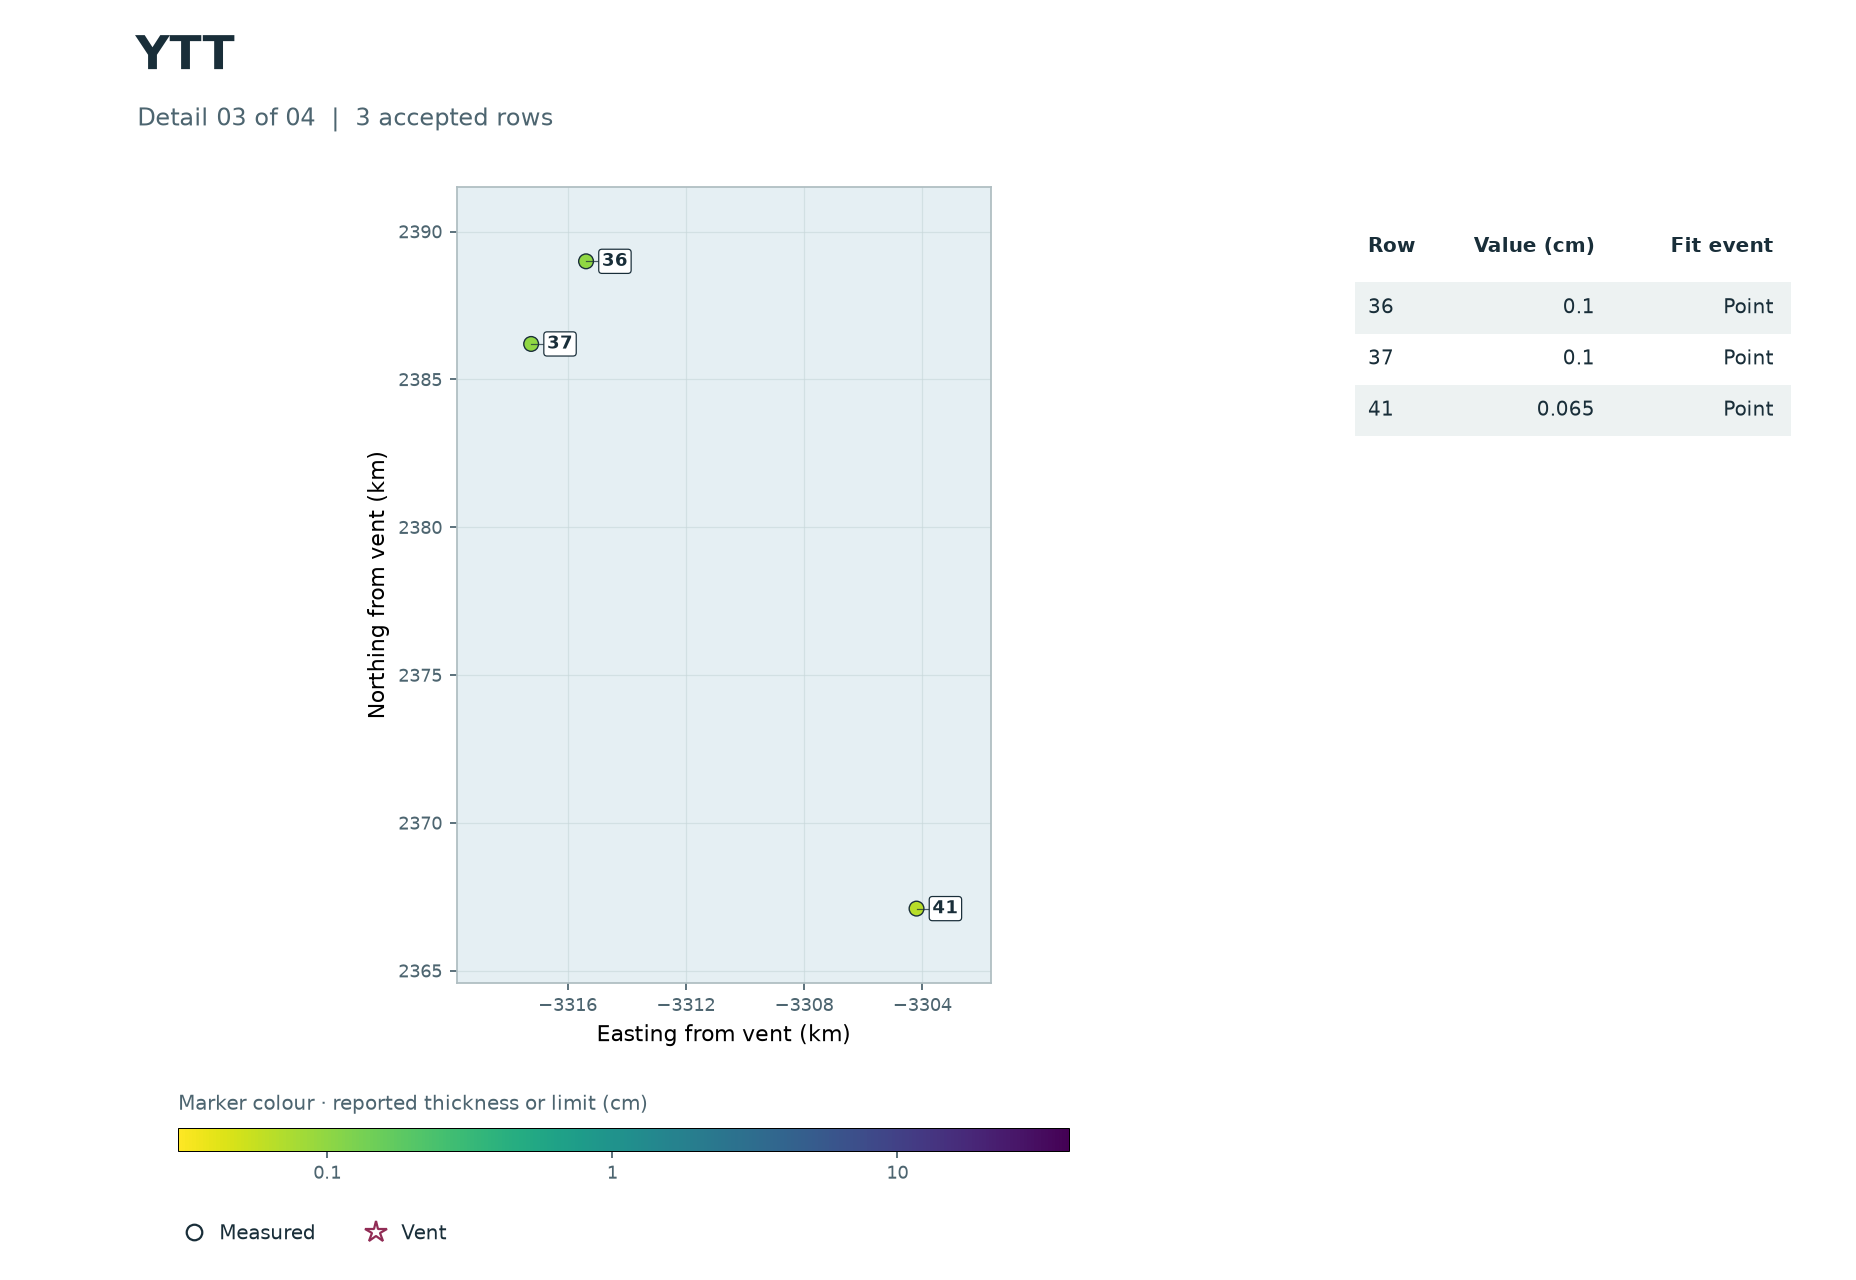 YTT
Detail 03 of 04 | 3 accepted rows
2390
2385
2380
2375
2370
2365
Northing from vent (km)
36
37
41
−3316 −3312 −3308 −3304
Easting from vent (km)
Row Value (cm) Fit event
36 0.1 Point
37 0.1 Point
41 0.065 Point
Marker colour · reported thickness or limit (cm)
0.1 1 10
Measured Vent